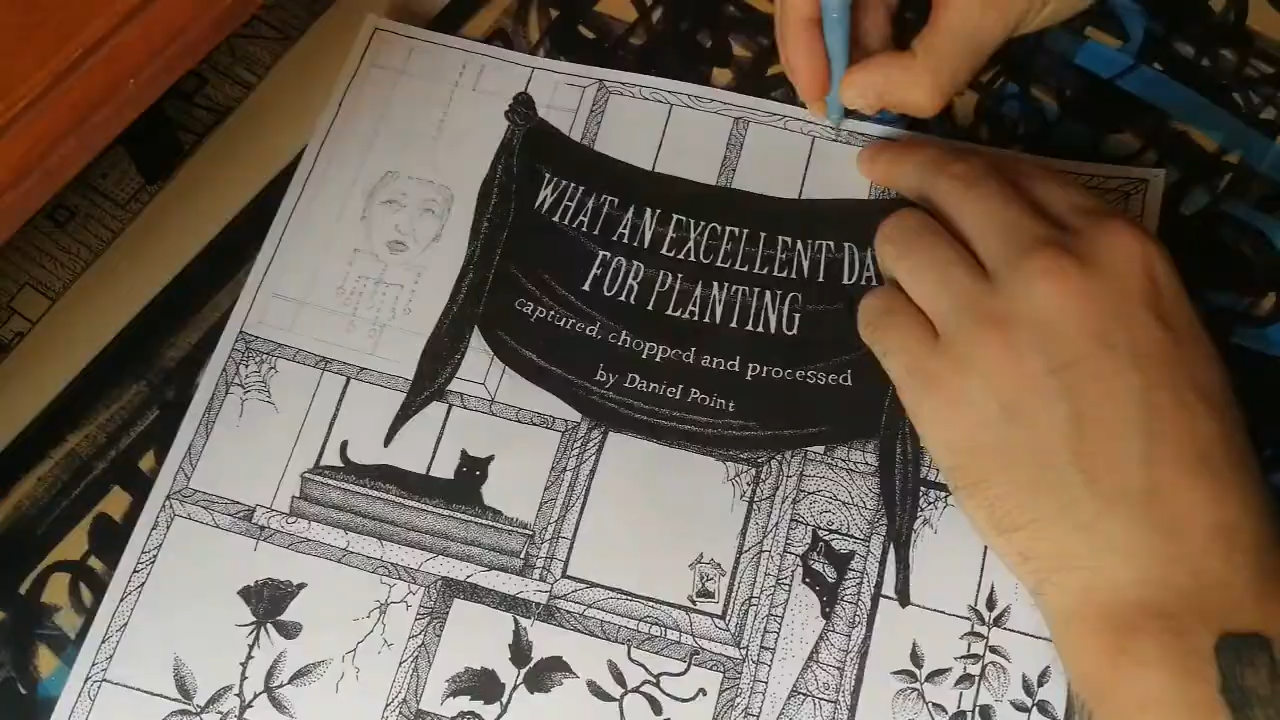 WHAT AN EXCELLENT DA
FOR PLANTING
captured, chopped and processed
by Daniel Point